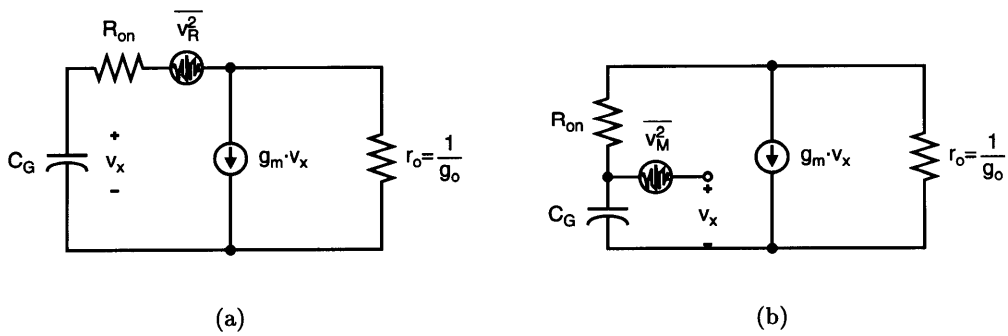 R_on
v_R^2
C_G
+
v_x
-
g_m·v_x
r_o=1/g_o
(a)
R_on
v_M^2
C_G
+
v_x
-
g_m·v_x
r_o=1/g_o
(b)